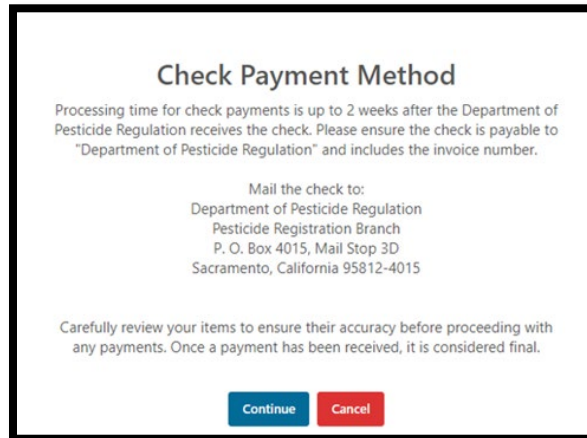 Check Payment Method
Processing time for check payments is up to 2 weeks after the Department of
Pesticide Regulation receives the check. Please ensure the check is payable to
"Department of Pesticide Regulation" and includes the invoice number.
Mail the check to:
Department of Pesticide Regulation
Pesticide Registration Branch
P. O. Box 4015, Mail Stop 3D
Sacramento, California 95812-4015
Carefully review your items to ensure their accuracy before proceeding with
any payments. Once a payment has been received, it is considered final.
Continue Cancel